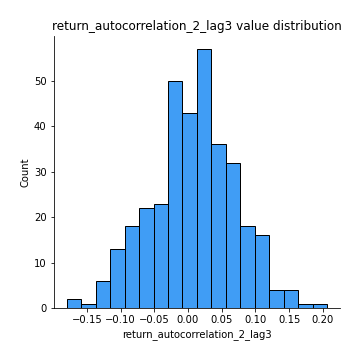 return_autocorrelation_2_lag3 value distribution
50
40
30
20
10
0
Count
−0.15 −0.10 −0.05 0.00 0.05 0.10 0.15 0.20
return_autocorrelation_2_lag3